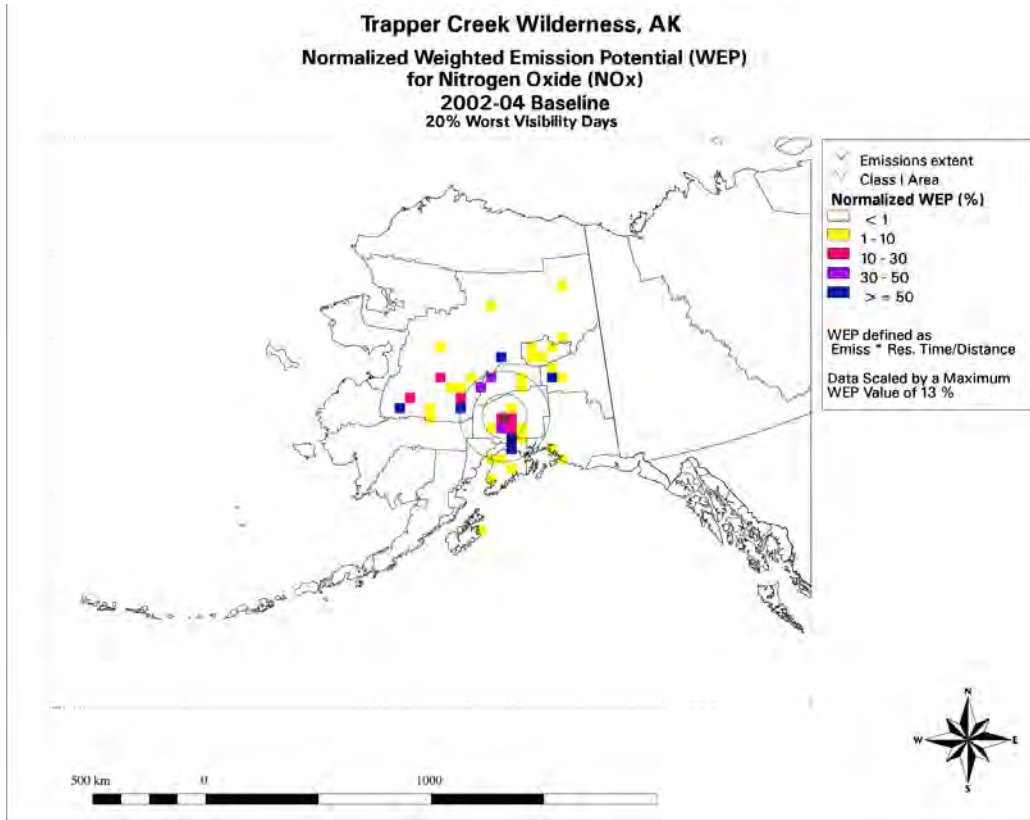 Trapper Creek Wilderness, AK
Normalized Weighted Emission Potential (WEP)
for Nitrogen Oxide (NOx)
2002-04 Baseline
20% Worst Visibility Days
Emissions extent
Class I Area
Normalized WEP (%)
< 1
1 - 10
10 - 30
30 - 50
> = 50
WEP defined as
Emiss * Res. Time/Distance
Data Scaled by a Maximum
WEP Value of 13 %
N
W E
S
500 km 0 1000